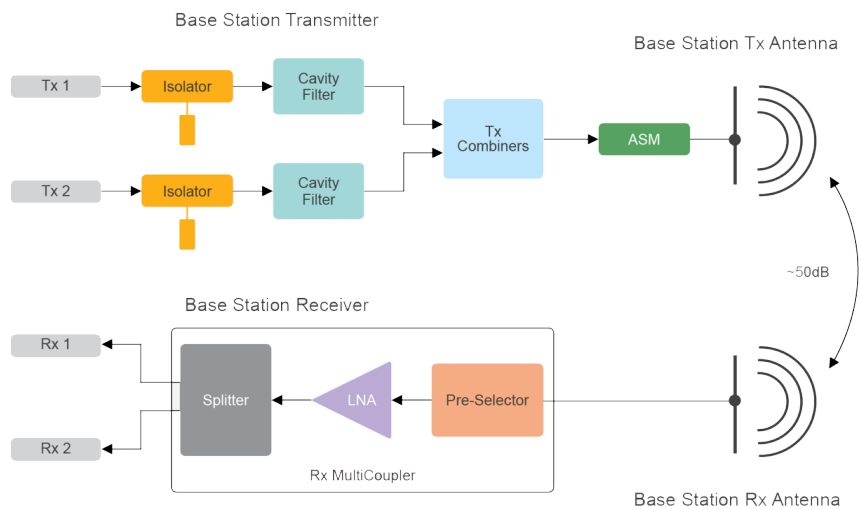 Base Station Transmitter
Base Station Tx Antenna
Tx 1
Isolator
Cavity
Filter
Tx
Combiners
ASM
Tx 2
Isolator
Cavity
Filter
~50dB
Base Station Receiver
Rx 1
Splitter
LNA
Pre-Selector
Rx 2
Rx MultiCoupler
Base Station Rx Antenna